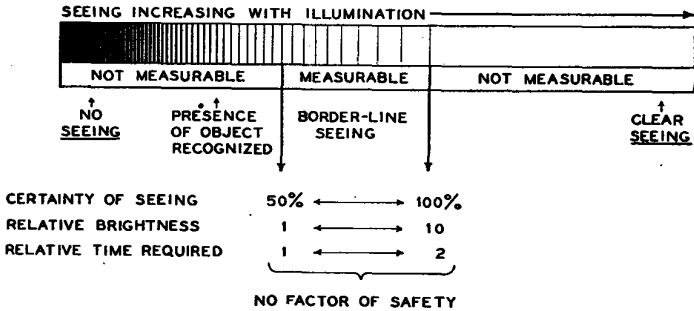 SEEING INCREASING WITH ILLUMINATION
NOT MEASURABLE MEASURABLE NOT MEASURABLE
NO SEEING
PRESENCE OF OBJECT RECOGNIZED
BORDER-LINE SEEING
CLEAR SEEING
CERTAINTY OF SEEING 50% 100%
RELATIVE BRIGHTNESS 1 10
RELATIVE TIME REQUIRED 1 2
NO FACTOR OF SAFETY